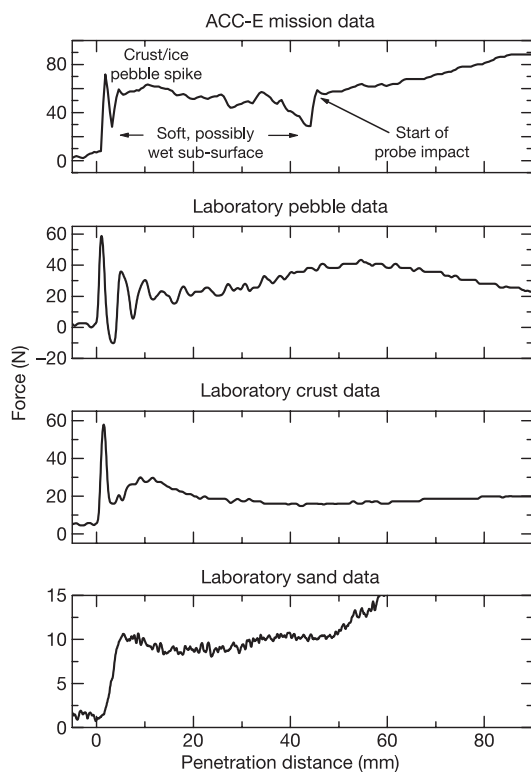 ACC-E mission data
80
40
0
Crust/ice
pebble spike
Soft, possibly
wet sub-surface
Start of
probe impact
Laboratory pebble data
60
40
20
0
−20
Laboratory crust data
60
40
20
0
Laboratory sand data
15
10
5
0
0 20 40 60 80
Penetration distance (mm)
Force (N)